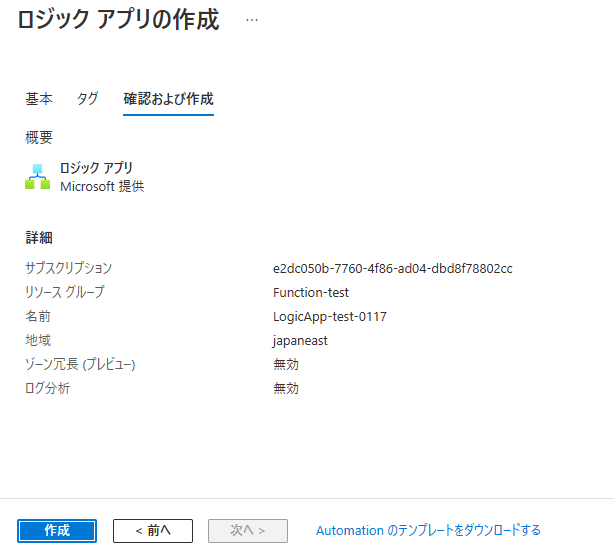 ロジック アプリの作成 …
基本 タグ 確認および作成
概要
ロジック アプリ
Microsoft 提供
詳細
サブスクリプション e2dc050b-7760-4f86-ad04-dbd8f78802cc
リソース グループ Function-test
名前 LogicApp-test-0117
地域 japaneast
ゾーン冗長 (プレビュー) 無効
ログ分析 無効
作成 < 前へ 次へ > Automation のテンプレートをダウンロードする